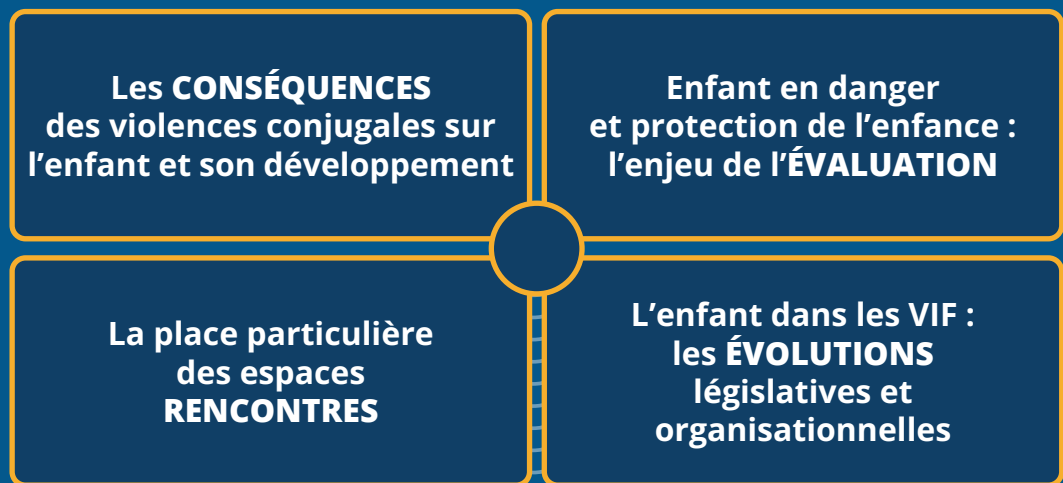 Les CONSÉQUENCES
des violences conjugales sur
l’enfant et son développement
Enfant en danger
et protection de l’enfance :
l’enjeu de l’ÉVALUATION
La place particulière
des espaces
RENCONTRES
L’enfant dans les VIF :
les ÉVOLUTIONS
législatives et
organisationnelles